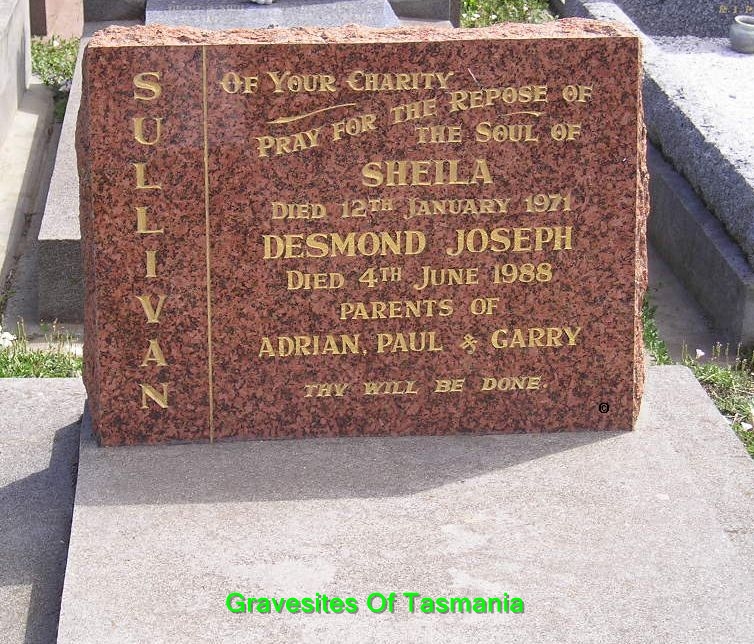 SULLIVAN
OF YOUR CHARITY
PRAY FOR THE REPOSE OF
THE SOUL OF
SHEILA
DIED 12TH JANUARY 1971
DESMOND JOSEPH
DIED 4TH JUNE 1988
PARENTS OF
ADRIAN, PAUL & GARRY
THY WILL BE DONE.
Gravesites Of Tasmania